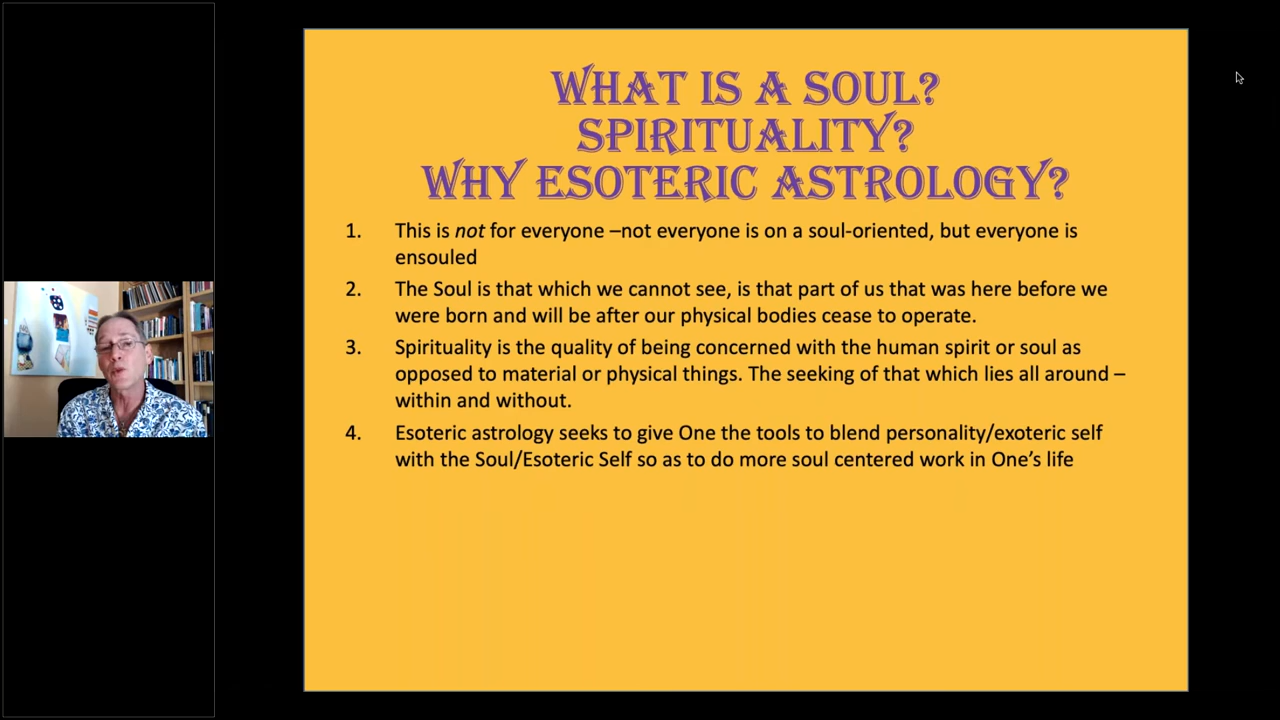 WHAT IS A SOUL?
SPIRITUALITY?
WHY ESOTERIC ASTROLOGY?
1. This is not for everyone –not everyone is on a soul-oriented, but everyone is
ensouled
2. The Soul is that which we cannot see, is that part of us that was here before we
were born and will be after our physical bodies cease to operate.
3. Spirituality is the quality of being concerned with the human spirit or soul as
opposed to material or physical things. The seeking of that which lies all around –
within and without.
4. Esoteric astrology seeks to give One the tools to blend personality/exoteric self
with the Soul/Esoteric Self so as to do more soul centered work in One’s life